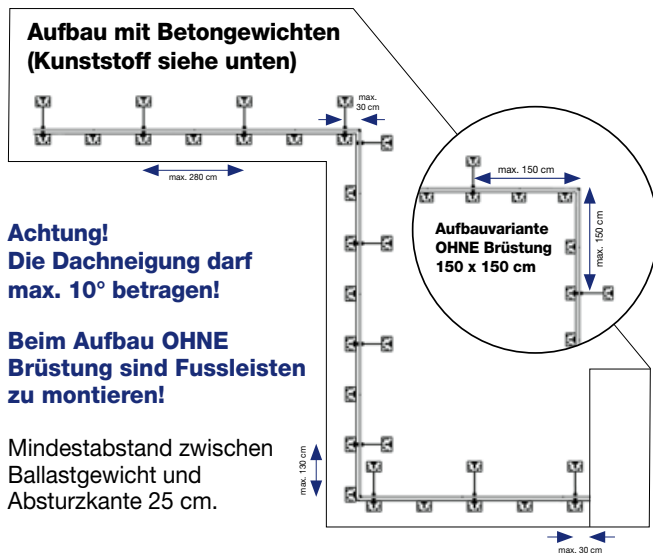 Aufbau mit Betongewichten
(Kunststoff siehe unten)
max.
30 cm
max. 280 cm
max. 150 cm
max. 150 cm
Aufbauvariante
OHNE Brüstung
150 x 150 cm
Achtung!
Die Dachneigung darf
max. 10° betragen!
Beim Aufbau OHNE
Brüstung sind Fussleisten
zu montieren!
Mindestabstand zwischen
Ballastgewicht und
Absturzkante 25 cm.
max. 130 cm
max. 30 cm